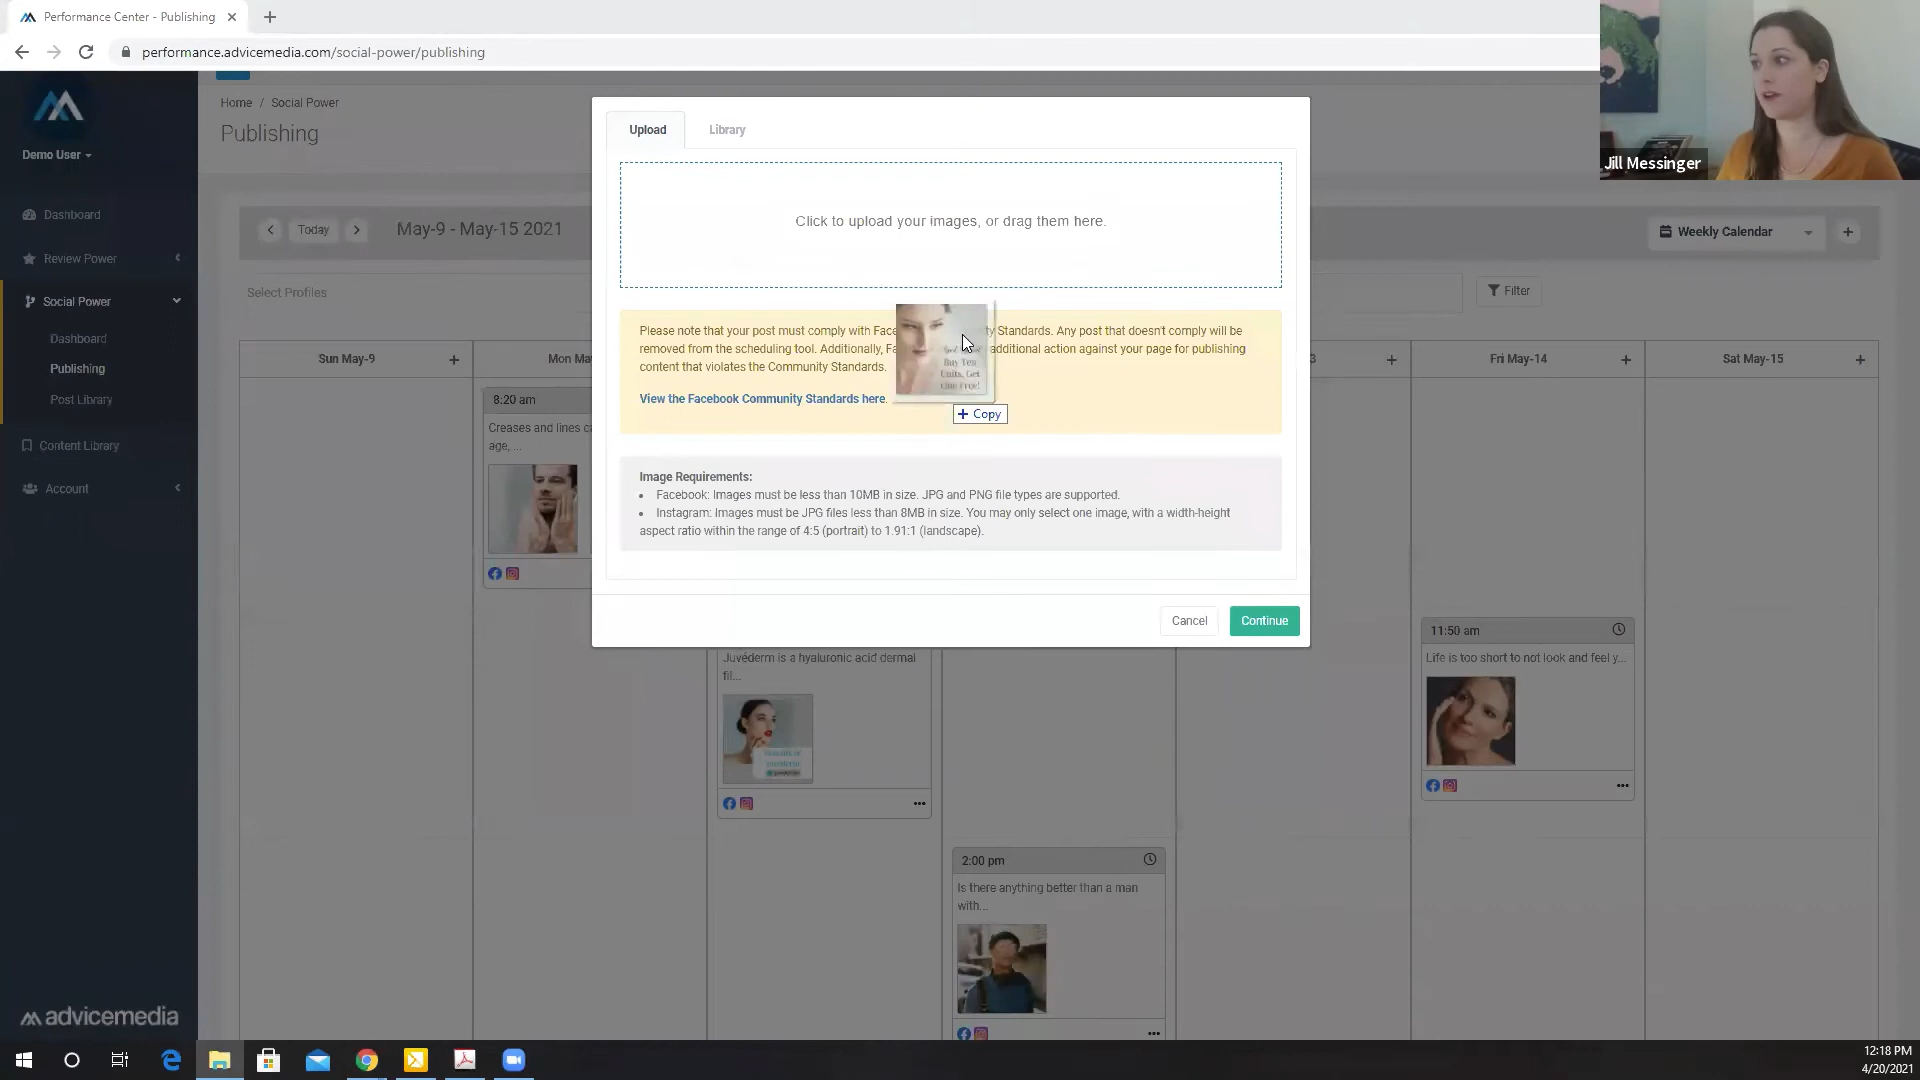 Performance Center - Publishing
performance.advicemedia.com/social-power/publishing
Jill Messinger
Demo User
Dashboard
Review Power
Social Power
Dashboard
Publishing
Post Library
Content Library
Account
advicemedia
Home / Social Power
Publishing
Today
May-9 - May-15 2021
Weekly Calendar
Select Profiles
Filter
Sun May-9
Mon Ma
3
Fri May-14
Sat May-15
8:20 am
Creases and lines c
age, ...
Upload
Library
Click to upload your images, or drag them here.
Please note that your post must comply with Face ty Standards. Any post that doesn't comply will be
removed from the scheduling tool. Additionally, Fa additional action against your page for publishing
content that violates the Community Standards.
View the Facebook Community Standards here.
Buy Ten
Units, Get
One Free!
+ Copy
Image Requirements:
• Facebook: Images must be less than 10MB in size. JPG and PNG file types are supported.
• Instagram: Images must be JPG files less than 8MB in size. You may only select one image, with a width-height
aspect ratio within the range of 4:5 (portrait) to 1.91:1 (landscape).
Cancel
Continue
Juvéderm is a hyaluronic acid dermal
fil...
11:50 am
Life is too short to not look and feel y...
2:00 pm
Is there anything better than a man
with...
12:18 PM
4/20/2021